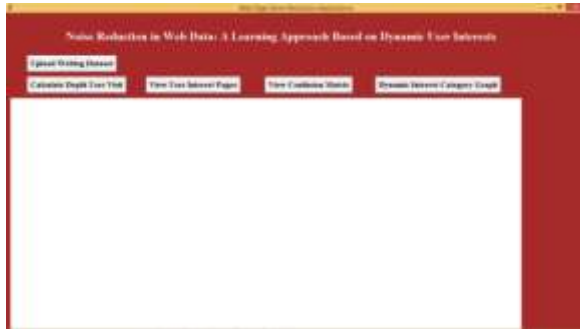 Noise Reduction in Web Data: A Learning Approach Based on Dynamic User Interests
Upload Weblog Dataset
Calculate Depth User Visit View User Interest Pages View Confusion Matrix Dynamic Interest Category Graph